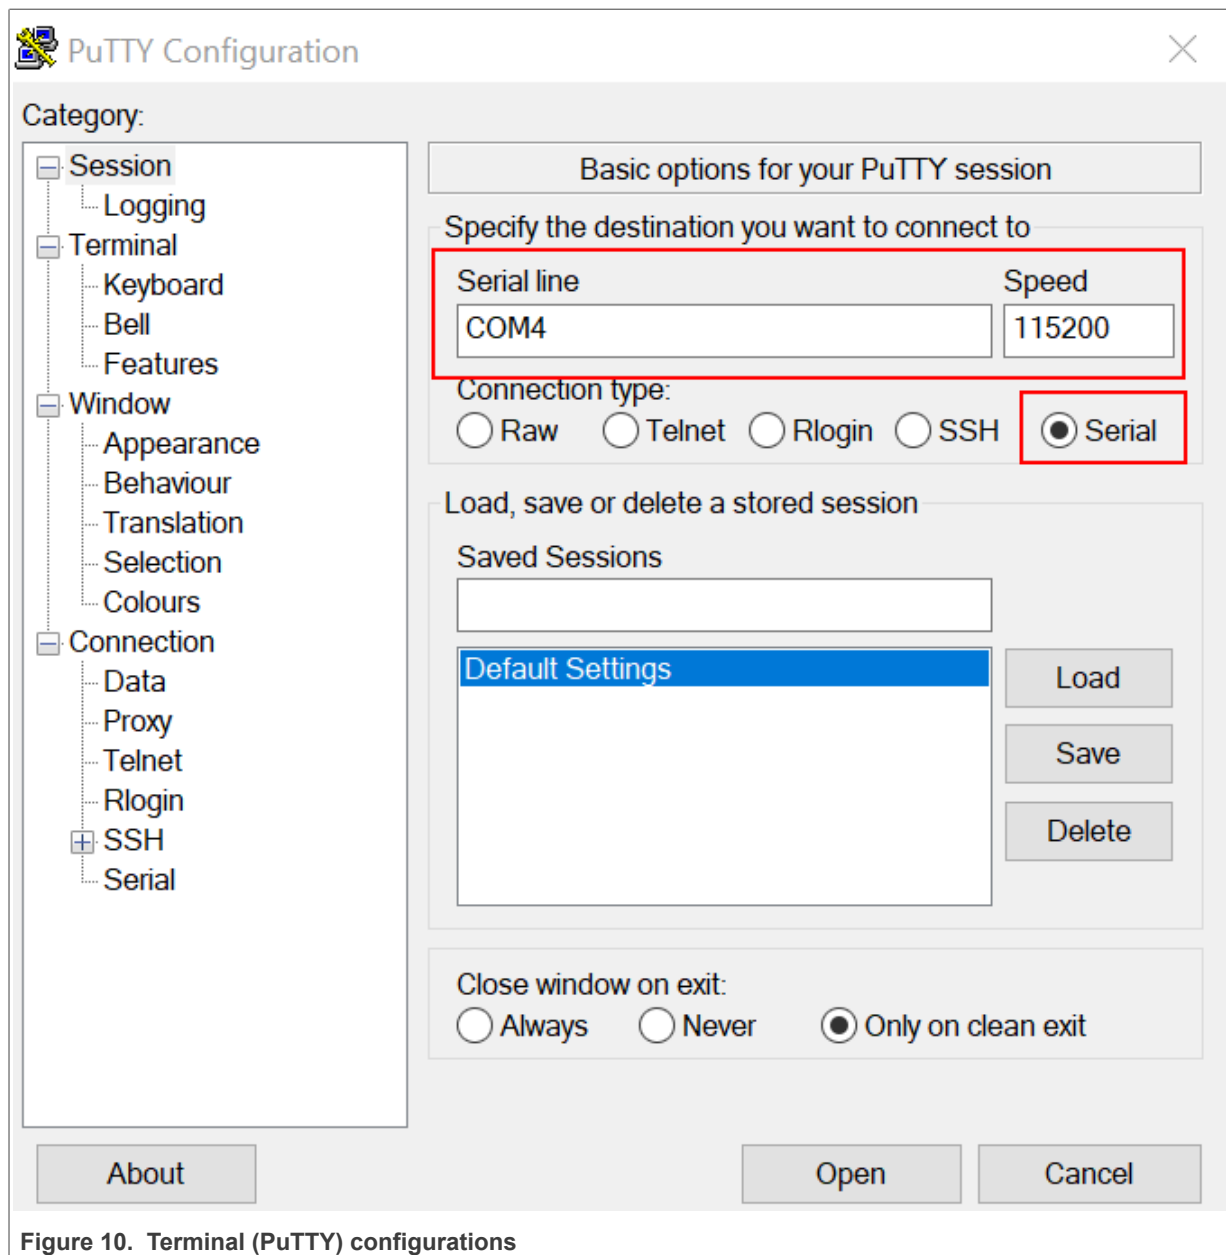 PuTTY Configuration
Category:
Session
Logging
Terminal
Keyboard
Bell
Features
Window
Appearance
Behaviour
Translation
Selection
Colours
Connection
Data
Proxy
Telnet
Rlogin
SSH
Serial
Basic options for your PuTTY session
Specify the destination you want to connect to
Serial line Speed
COM4 115200
Connection type:
Raw Telnet Rlogin SSH Serial
Load, save or delete a stored session
Saved Sessions
Default Settings
Load
Save
Delete
Close window on exit:
Always Never Only on clean exit
About Open Cancel
Figure 10. Terminal (PuTTY) configurations